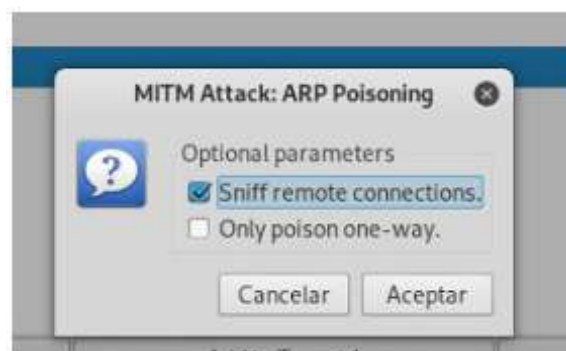 MITM Attack: ARP Poisoning
Optional parameters
Sniff remote connections.
Only poison one-way.
Cancelar Aceptar